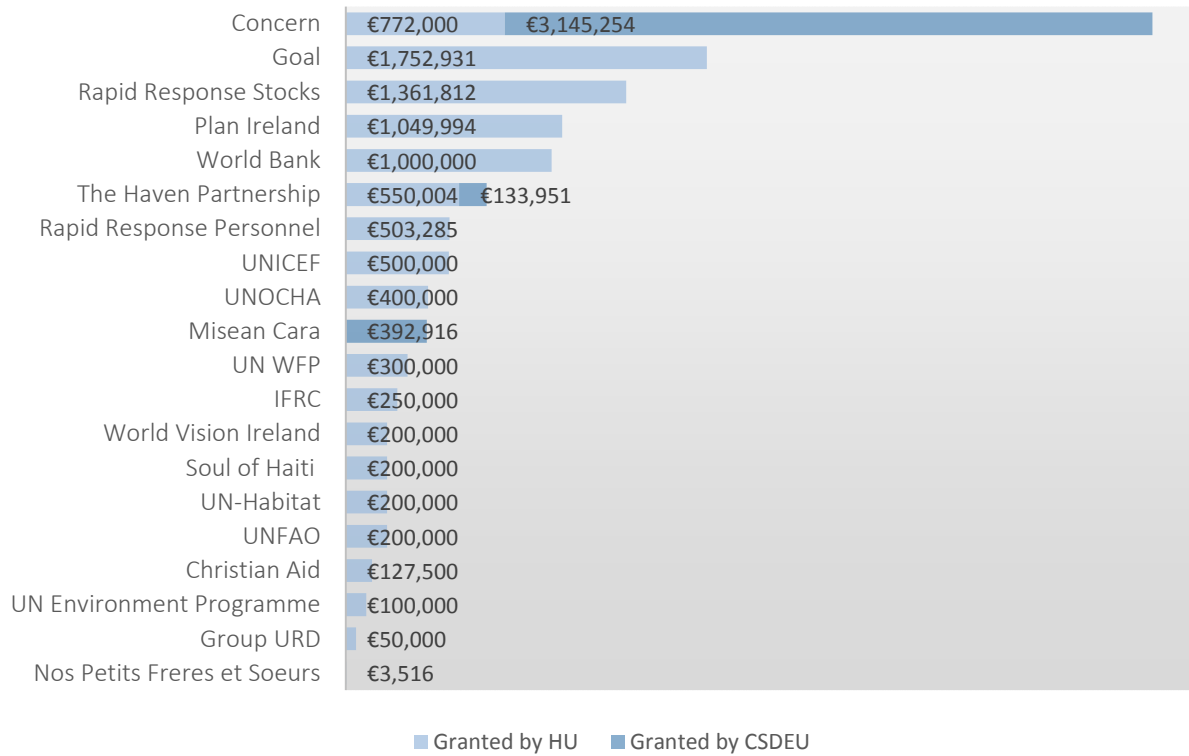 Concern €772,000 €3,145,254
Goal €1,752,931
Rapid Response Stocks €1,361,812
Plan Ireland €1,049,994
World Bank €1,000,000
The Haven Partnership €550,004 €133,951
Rapid Response Personnel €503,285
UNICEF €500,000
UNOCHA €400,000
Misean Cara €392,916
UN WFP €300,000
IFRC €250,000
World Vision Ireland €200,000
Soul of Haiti €200,000
UN-Habitat €200,000
UNFAO €200,000
Christian Aid €127,500
UN Environment Programme €100,000
Group URD €50,000
Nos Petits Freres et Soeurs €3,516
Granted by HU Granted by CSDEU